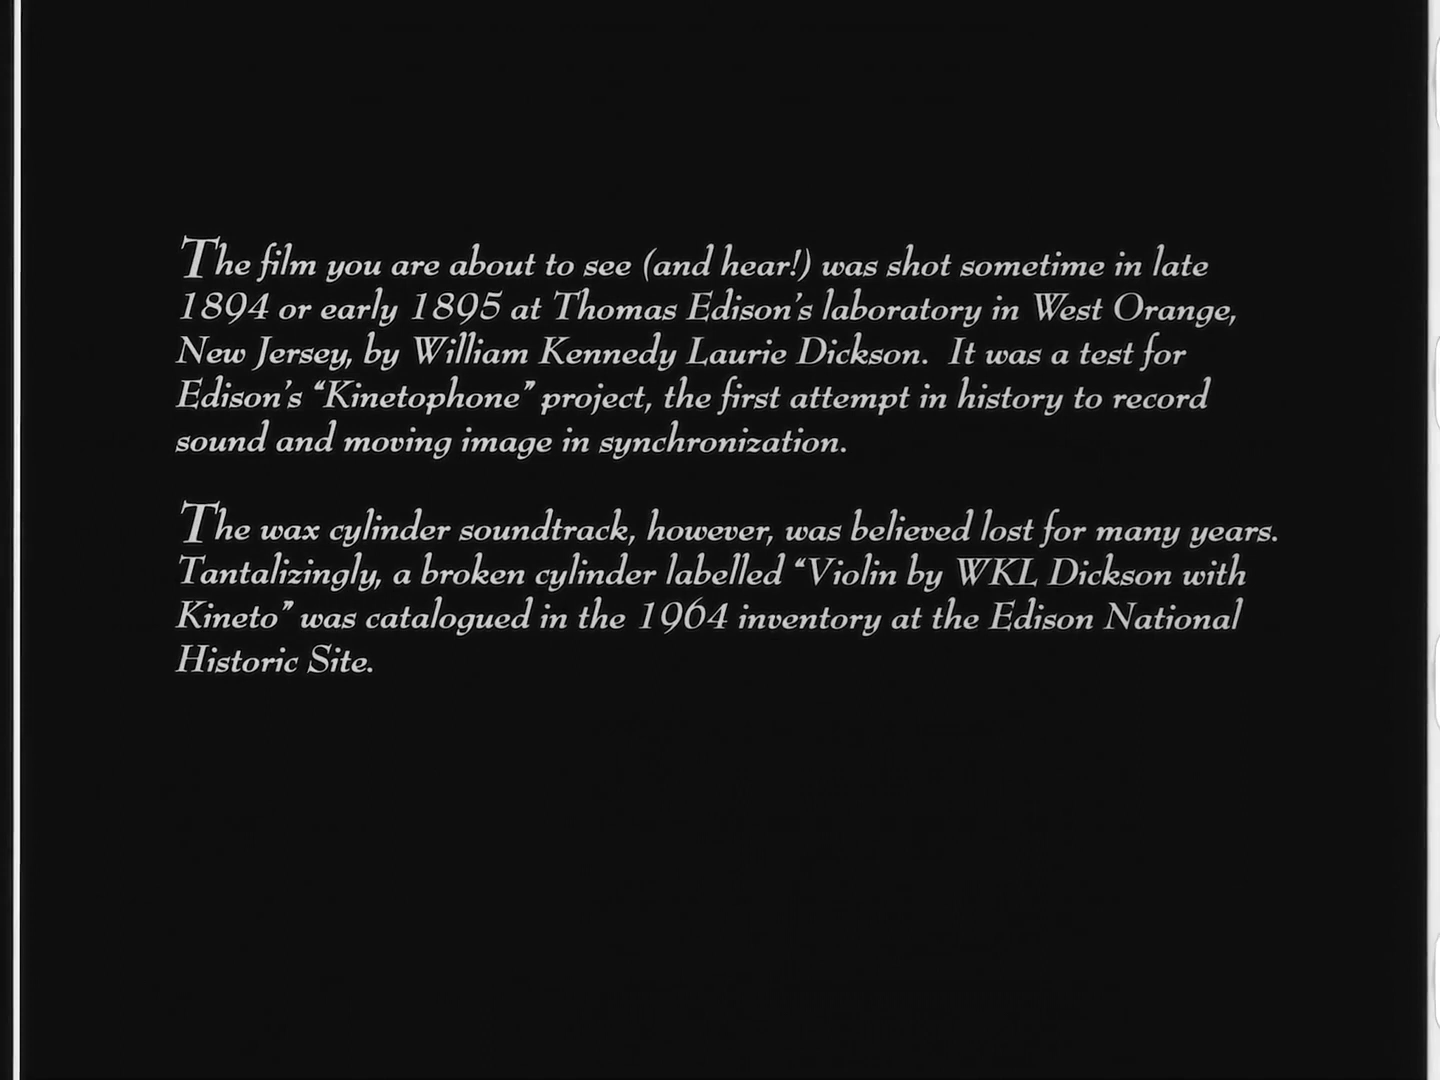 The film you are about to see (and hear!) was shot sometime in late
1894 or early 1895 at Thomas Edison's laboratory in West Orange,
New Jersey, by William Kennedy Laurie Dickson.  It was a test for
Edison's “Kinetophone” project, the first attempt in history to record
sound and moving image in synchronization.
The wax cylinder soundtrack, however, was believed lost for many years.
Tantalizingly, a broken cylinder labelled “Violin by WKL Dickson with
Kineto” was catalogued in the 1964 inventory at the Edison National
Historic Site.